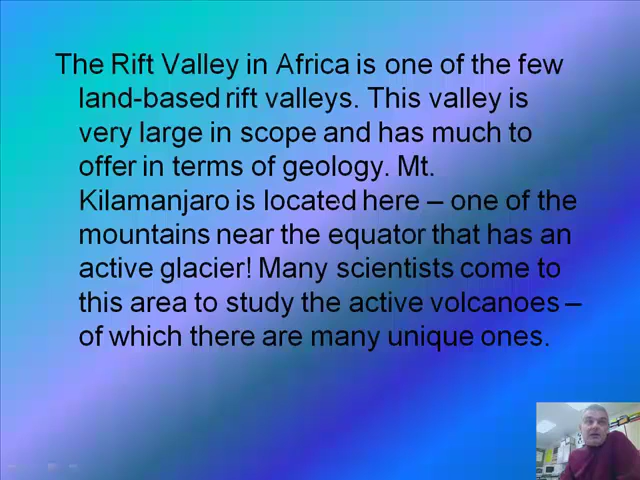 The Rift Valley in Africa is one of the few
land-based rift valleys. This valley is
very large in scope and has much to
offer in terms of geology. Mt.
Kilamanjaro is located here – one of the
mountains near the equator that has an
active glacier! Many scientists come to
this area to study the active volcanoes –
of which there are many unique ones.